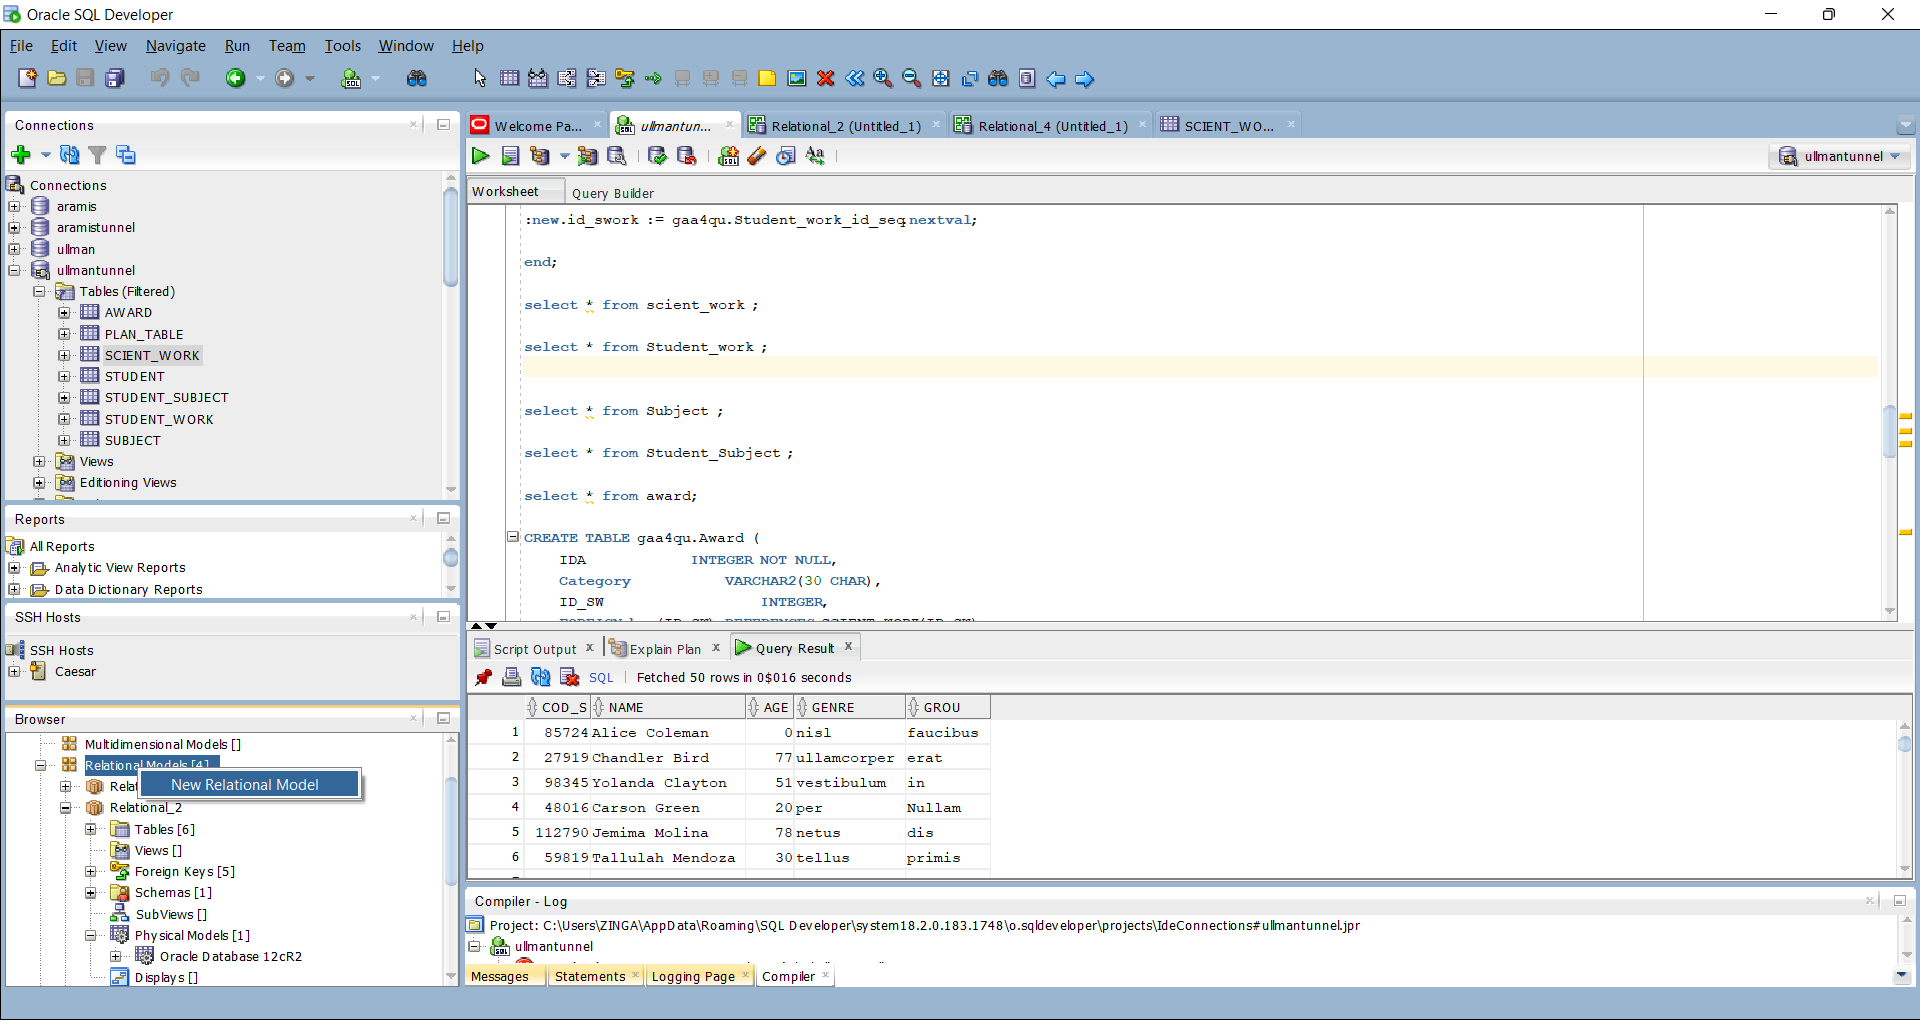 Oracle SQL Developer
File Edit View Navigate Run Team Tools Window Help
Connections
Connections
aramis
aramistunnel
ullman
ullmantunnel
Tables (Filtered)
AWARD
PLAN_TABLE
SCIENT_WORK
STUDENT
STUDENT_SUBJECT
STUDENT_WORK
SUBJECT
Views
Editioning Views
Reports
All Reports
Analytic View Reports
Data Dictionary Reports
SSH Hosts
SSH Hosts
Caesar
Browser
Multidimensional Models []
Relational Models [4]
New Relational Model
Relational_2
Tables [6]
Views []
Foreign Keys [5]
Schemas [1]
SubViews []
Physical Models [1]
Oracle Database 12cR2
Displays []
Welcome Pa... ullmantun... Relational_2 (Untitled_1) Relational_4 (Untitled_1) SCIENT_WO...
ullmantunnel
Worksheet Query Builder
:new.id_swork := gaa4qu.Student_work_id_seq.nextval;
end;
select * from scient_work ;
select * from Student_work ;
select * from Subject ;
select * from Student_Subject ;
select * from award;
CREATE TABLE gaa4qu.Award (
IDA INTEGER NOT NULL,
Category VARCHAR2(30 CHAR),
ID_SW INTEGER,
Script Output Explain Plan Query Result
SQL Fetched 50 rows in 0$016 seconds
COD_S NAME AGE GENRE GROU
1 85724 Alice Coleman 0 nisl faucibus
2 27919 Chandler Bird 77 ullamcorper erat
3 98345 Yolanda Clayton 51 vestibulum in
4 48016 Carson Green 20 per Nullam
5 112790 Jemima Molina 78 netus dis
6 59819 Tallulah Mendoza 30 tellus primis
Compiler - Log
Project: C:\Users\ZINGA\AppData\Roaming\SQL Developer\system18.2.0.183.1748\o.sqldeveloper\projects\IdeConnections#ullmantunnel.jpr
ullmantunnel
Messages Statements Logging Page Compiler